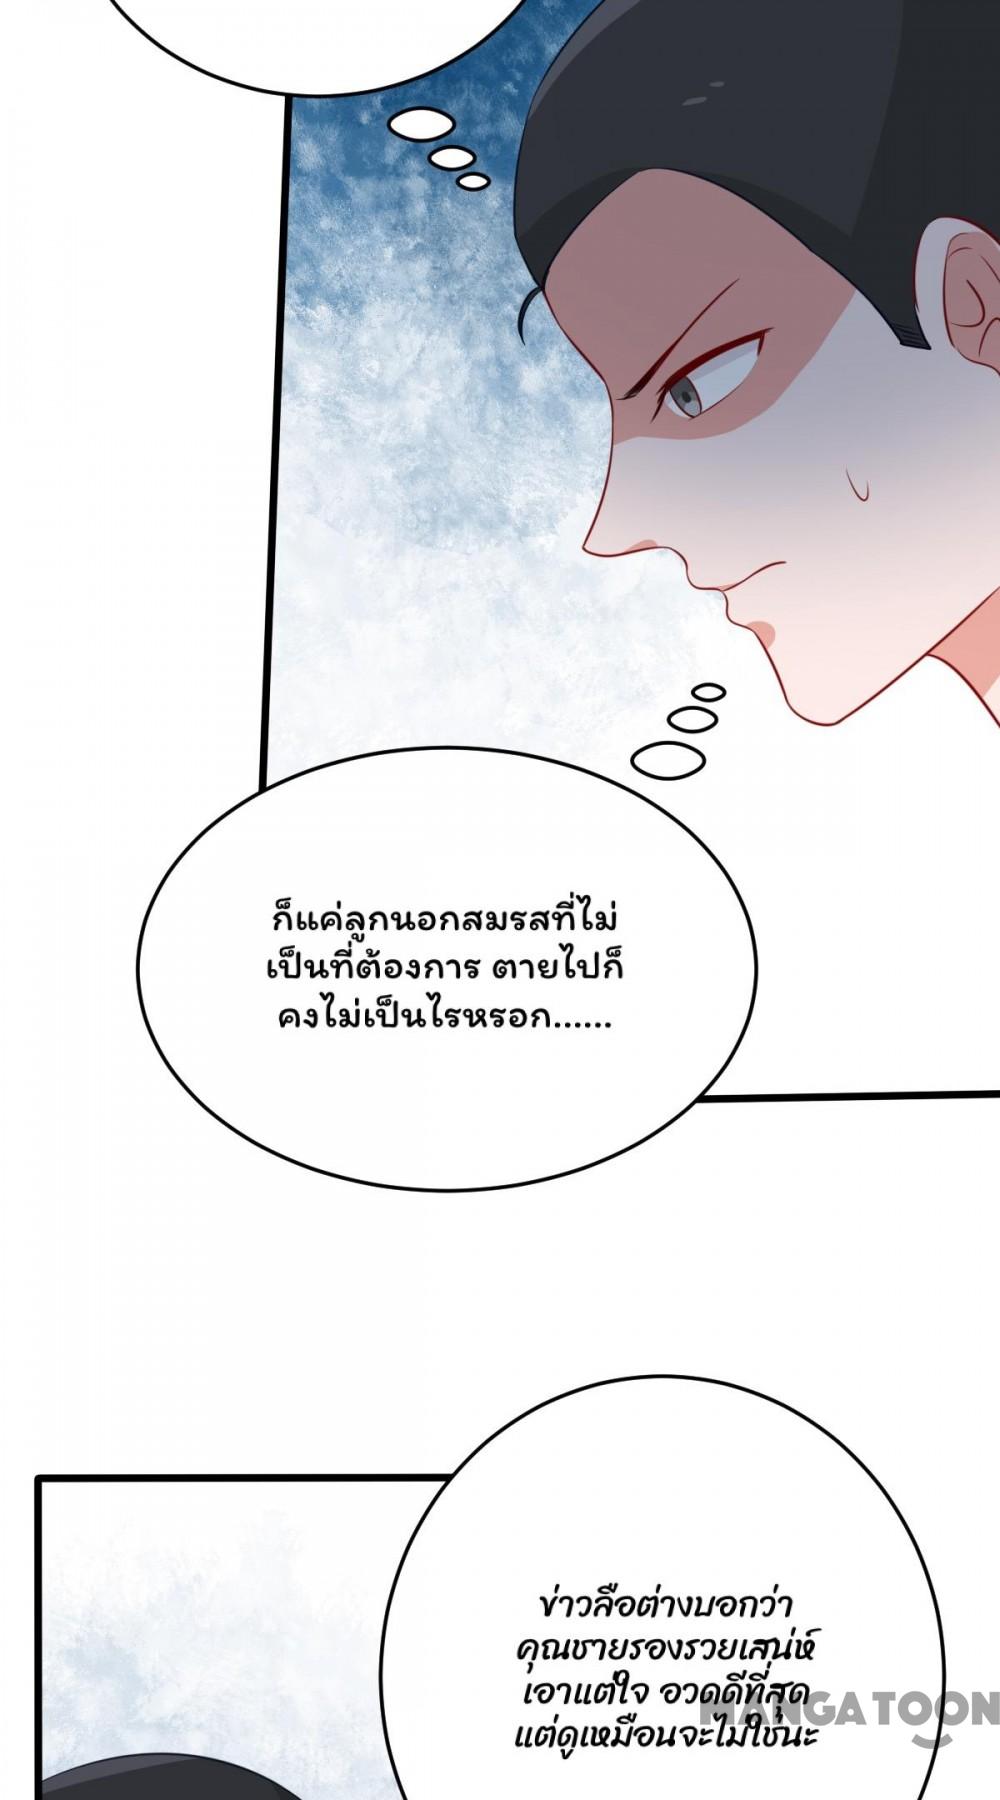 ก็แค่ลูกนอกสมรสที่ไม่
เป็นที่ต้องการ ตายไปก็
คงไม่เป็นไรหรอก......
ข่าวลือต่างบอกว่า
คุณชายรองรวยเสน่ห์
เอาแต่ใจ อวดดีที่สุด
แต่ดูเหมือนจะไม่ใช่นะ
MANGATOON